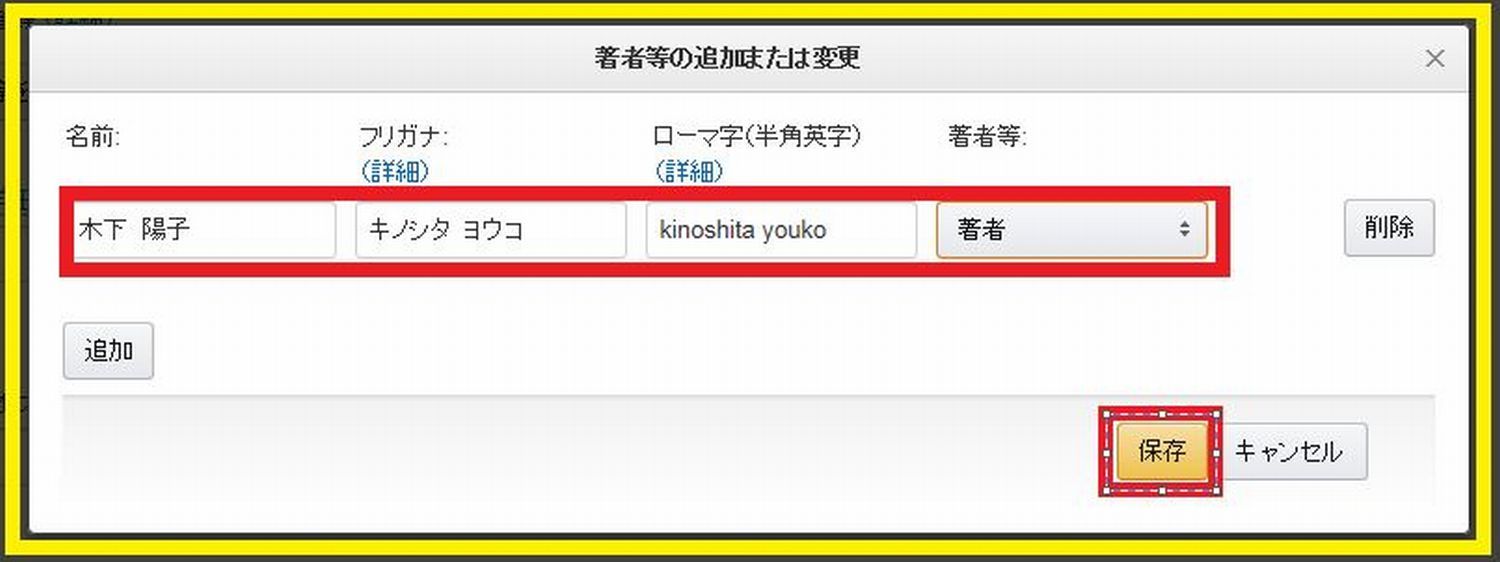 著者等の追加または変更 ×
名前: フリガナ: ローマ字(半角英字) 著者等:
(詳細) (詳細)
木下 陽子 キノシタ ヨウコ kinoshita youko 著者 削除
追加
保存 キャンセル